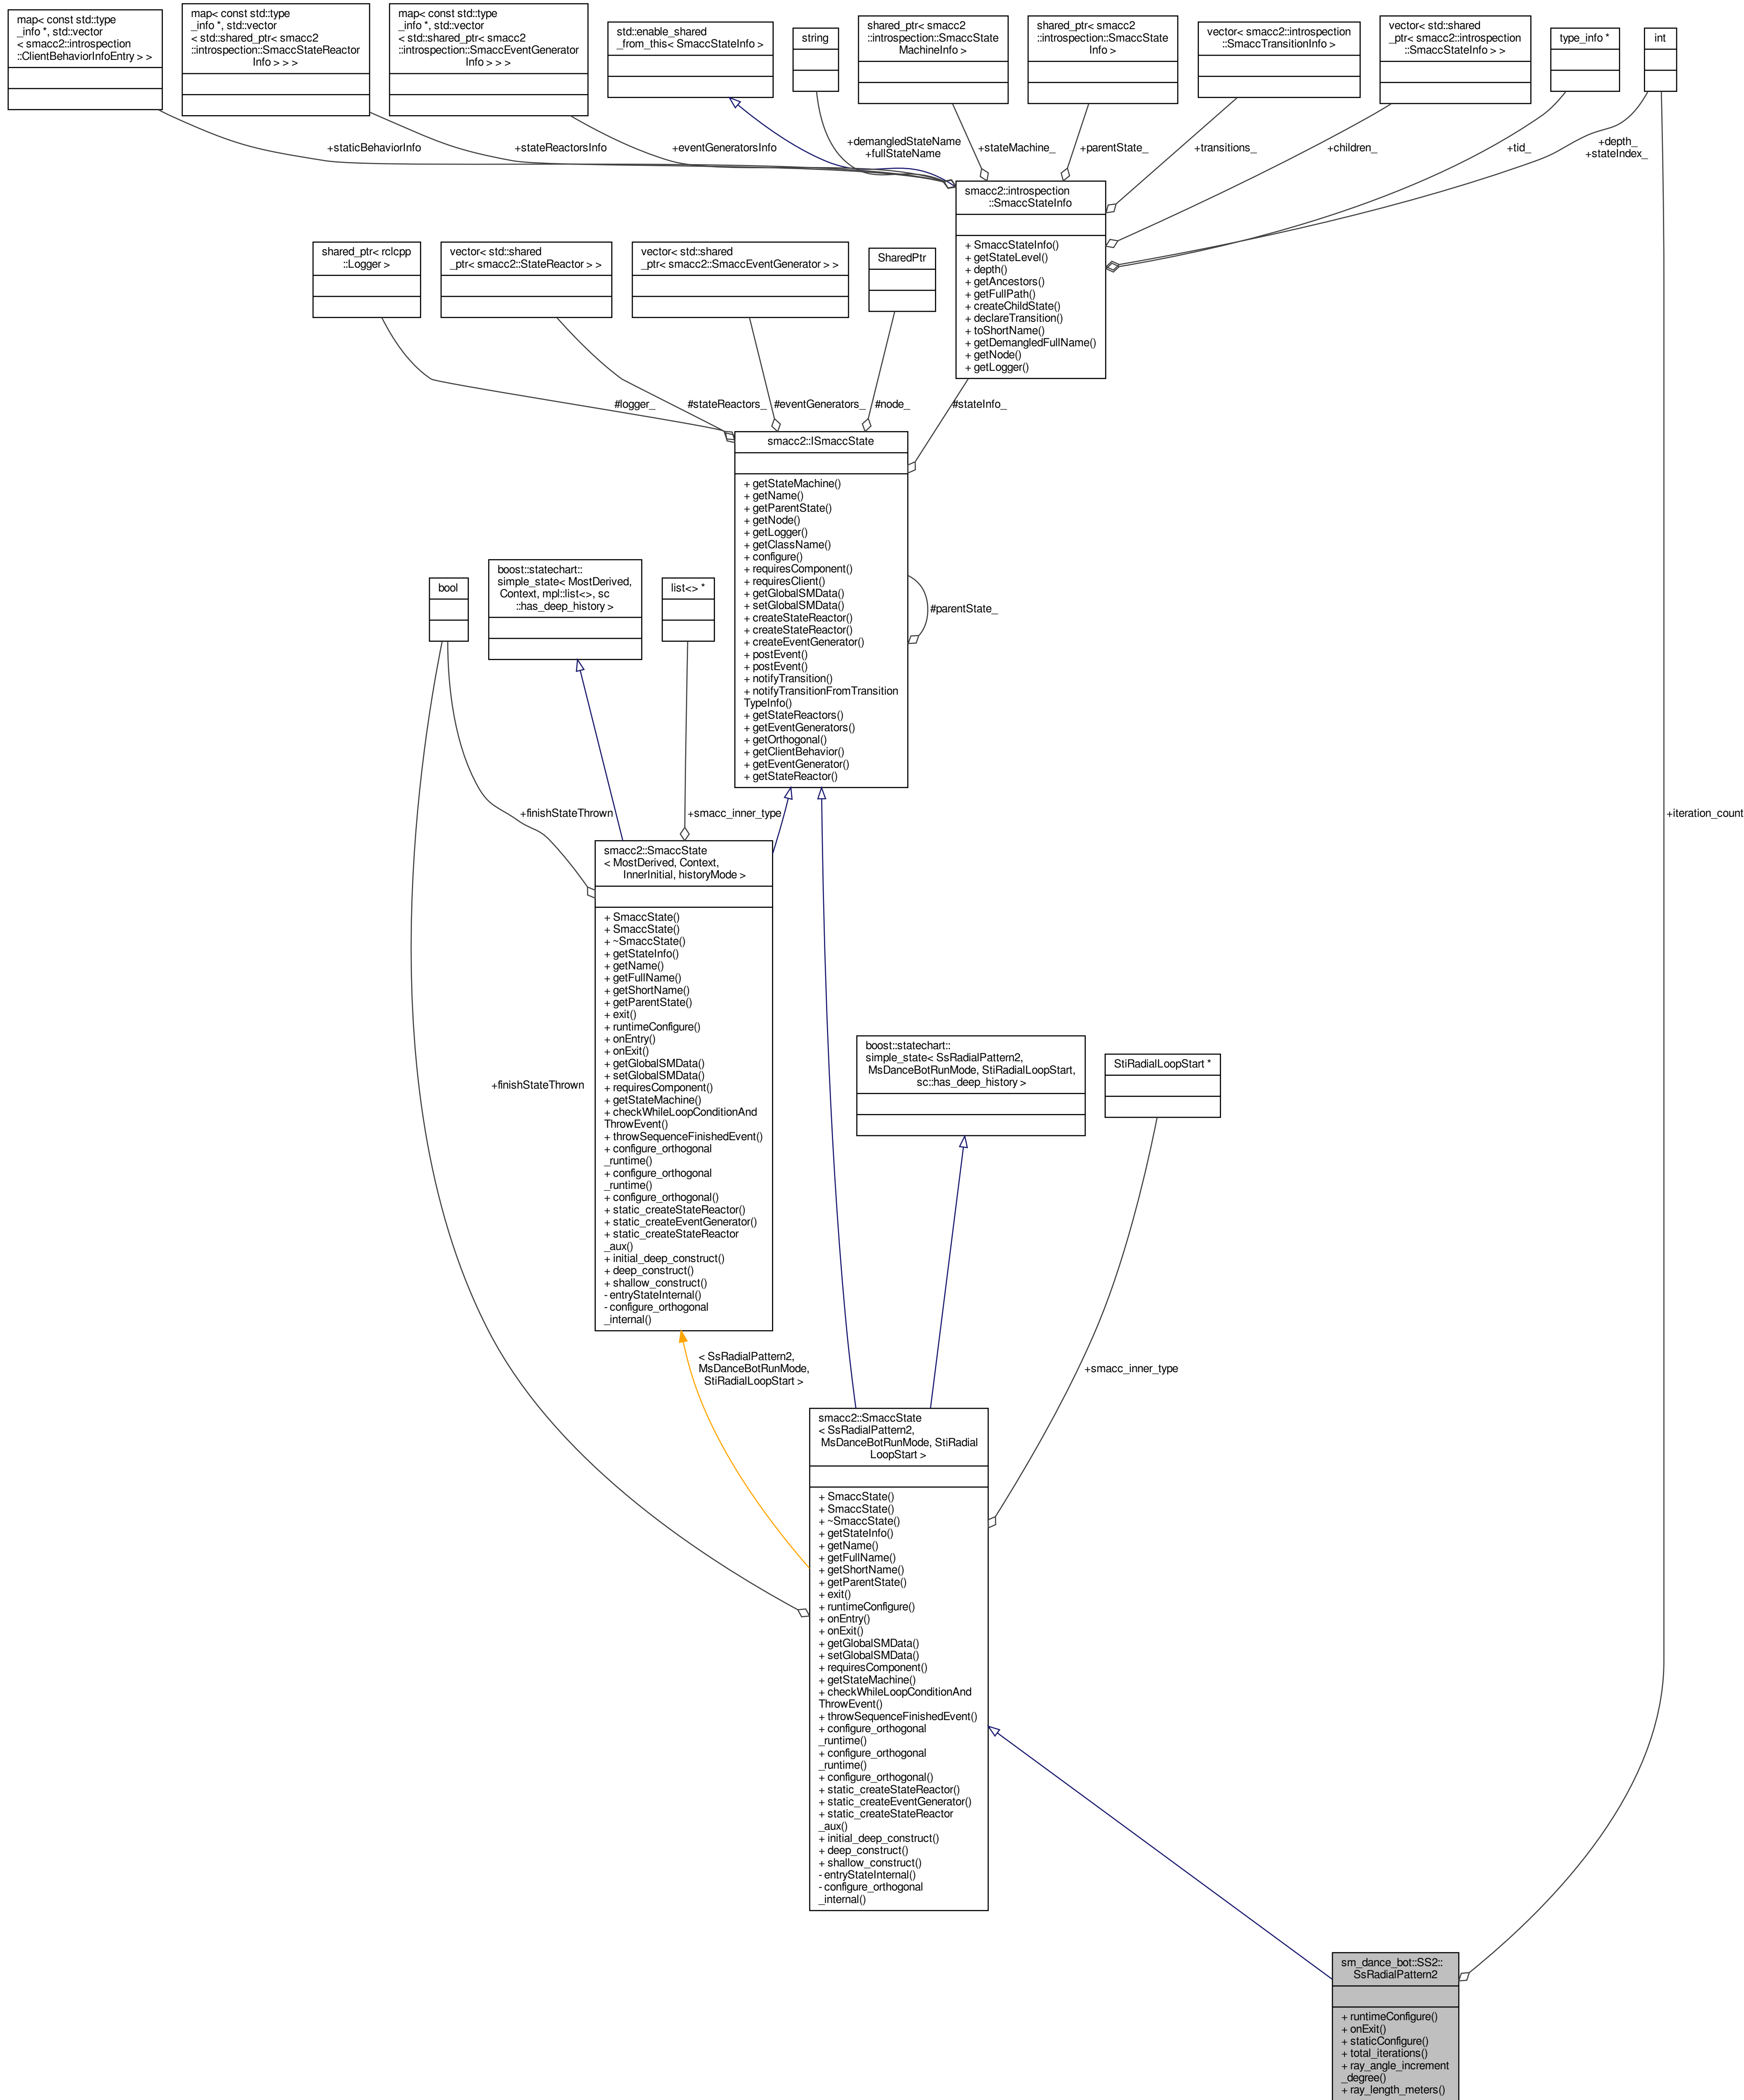 map< const std::type
_info *, std::vector
< smacc2::introspection
::ClientBehaviorInfoEntry > >
map< const std::type
_info *, std::vector
< std::shared_ptr< smacc2
::introspection::SmaccStateReactor
Info > > >
map< const std::type
_info *, std::vector
< std::shared_ptr< smacc2
::introspection::SmaccEventGenerator
Info > > >
std::enable_shared
_from_this< SmaccStateInfo >
string
shared_ptr< smacc2
::introspection::SmaccState
MachineInfo >
shared_ptr< smacc2
::introspection::SmaccState
Info >
vector< smacc2::introspection
::SmaccTransitionInfo >
vector< std::shared
_ptr< smacc2::introspection
::SmaccStateInfo > >
type_info *
int
+staticBehaviorInfo
+stateReactorsInfo
+eventGeneratorsInfo
+demangledStateName
+fullStateName
+stateMachine_
+parentState_
+transitions_
+children_
+tid_
+depth_
+stateIndex_
smacc2::introspection
::SmaccStateInfo
+ SmaccStateInfo()
+ getStateLevel()
+ depth()
+ getAncestors()
+ getFullPath()
+ createChildState()
+ declareTransition()
+ toShortName()
+ getDemangledFullName()
+ getNode()
+ getLogger()
shared_ptr< rclcpp
::Logger >
vector< std::shared
_ptr< smacc2::StateReactor > >
vector< std::shared
_ptr< smacc2::SmaccEventGenerator > >
SharedPtr
#logger_
#stateReactors_
#eventGenerators_
#node_
#stateInfo_
smacc2::ISmaccState
+ getStateMachine()
+ getName()
+ getParentState()
+ getNode()
+ getLogger()
+ getClassName()
+ configure()
+ requiresComponent()
+ requiresClient()
+ getGlobalSMData()
+ setGlobalSMData()
+ createStateReactor()
+ createStateReactor()
+ createEventGenerator()
+ postEvent()
+ postEvent()
+ notifyTransition()
+ notifyTransitionFromTransition
TypeInfo()
+ getStateReactors()
+ getEventGenerators()
+ getOrthogonal()
+ getClientBehavior()
+ getEventGenerator()
+ getStateReactor()
#parentState_
bool
boost::statechart::
simple_state< MostDerived,
Context, mpl::list<>, sc
::has_deep_history >
list<> *
+finishStateThrown
+smacc_inner_type
+iteration_count
smacc2::SmaccState
< MostDerived, Context,
InnerInitial, historyMode >
+ SmaccState()
+ SmaccState()
+ ~SmaccState()
+ getStateInfo()
+ getName()
+ getFullName()
+ getShortName()
+ getParentState()
+ exit()
+ runtimeConfigure()
+ onEntry()
+ onExit()
+ getGlobalSMData()
+ setGlobalSMData()
+ requiresComponent()
+ getStateMachine()
+ checkWhileLoopConditionAnd
ThrowEvent()
+ throwSequenceFinishedEvent()
+ configure_orthogonal
_runtime()
+ configure_orthogonal
_runtime()
+ configure_orthogonal()
+ static_createStateReactor()
+ static_createEventGenerator()
+ static_createStateReactor
_aux()
+ initial_deep_construct()
+ deep_construct()
+ shallow_construct()
- entryStateInternal()
- configure_orthogonal
_internal()
+finishStateThrown
boost::statechart::
simple_state< SsRadialPattern2,
MsDanceBotRunMode, StiRadialLoopStart,
sc::has_deep_history >
StiRadialLoopStart *
< SsRadialPattern2,
MsDanceBotRunMode,
StiRadialLoopStart >
+smacc_inner_type
smacc2::SmaccState
< SsRadialPattern2,
MsDanceBotRunMode, StiRadial
LoopStart >
+ SmaccState()
+ SmaccState()
+ ~SmaccState()
+ getStateInfo()
+ getName()
+ getFullName()
+ getShortName()
+ getParentState()
+ exit()
+ runtimeConfigure()
+ onEntry()
+ onExit()
+ getGlobalSMData()
+ setGlobalSMData()
+ requiresComponent()
+ getStateMachine()
+ checkWhileLoopConditionAnd
ThrowEvent()
+ throwSequenceFinishedEvent()
+ configure_orthogonal
_runtime()
+ configure_orthogonal
_runtime()
+ configure_orthogonal()
+ static_createStateReactor()
+ static_createEventGenerator()
+ static_createStateReactor
_aux()
+ initial_deep_construct()
+ deep_construct()
+ shallow_construct()
- entryStateInternal()
- configure_orthogonal
_internal()
sm_dance_bot::SS2::
SsRadialPattern2
+ runtimeConfigure()
+ onExit()
+ staticConfigure()
+ total_iterations()
+ ray_angle_increment
_degree()
+ ray_length_meters()